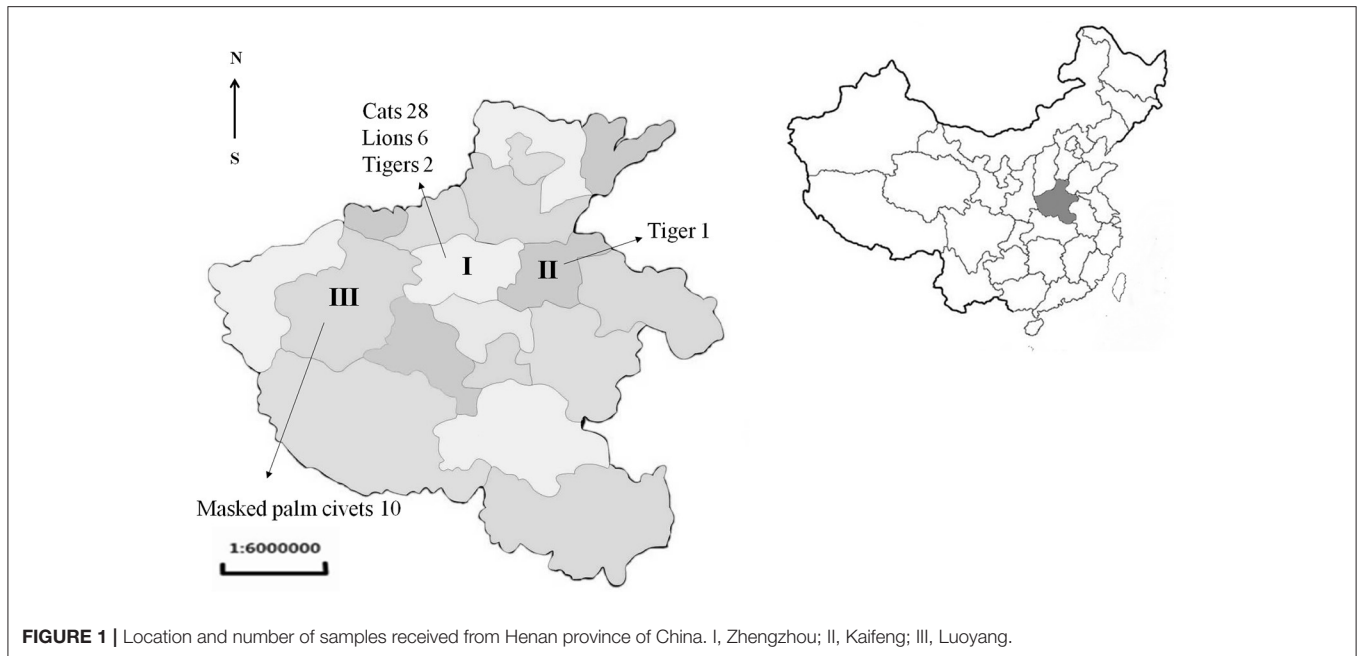 N
S
Cats 28
Lions 6
Tigers 2
Tiger 1
I
II
III
Masked palm civets 10
1:6000000
FIGURE 1 | Location and number of samples received from Henan province of China. I, Zhengzhou; II, Kaifeng; III, Luoyang.